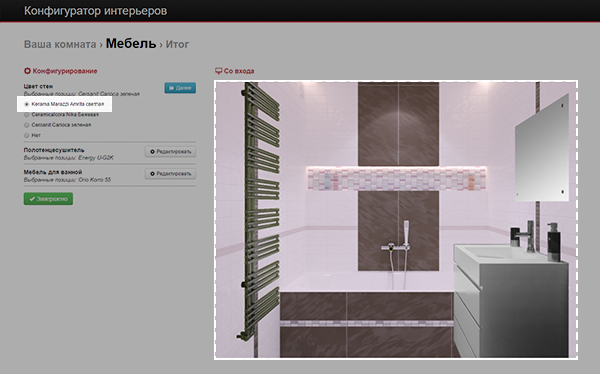 Конфигуратор интерьеров
Ваша комната › Мебель › Итог
Конфигурирование
Цвет стен
Выбранные позиции: Cersanit Carioca зеленая
Далее
Kerama Marazzi Amrita светлая
Ceramicalcora Nika Бежевая
Cersanit Carioca зеленая
Нет
Полотенцесушитель
Выбранные позиции: Energy U-G2K
Редактировать
Мебель для ванной
Выбранные позиции: Orio Korro 55
Редактировать
Завершено
Со входа